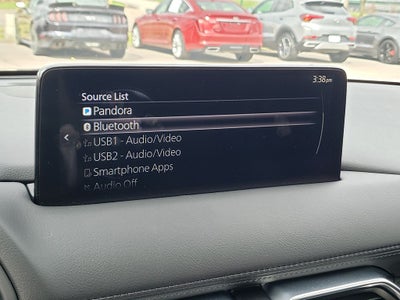 3:38pm
Source List
Pandora
Bluetooth
USB1 - Audio/Video
USB2 - Audio/Video
Smartphone Apps
Audio Off